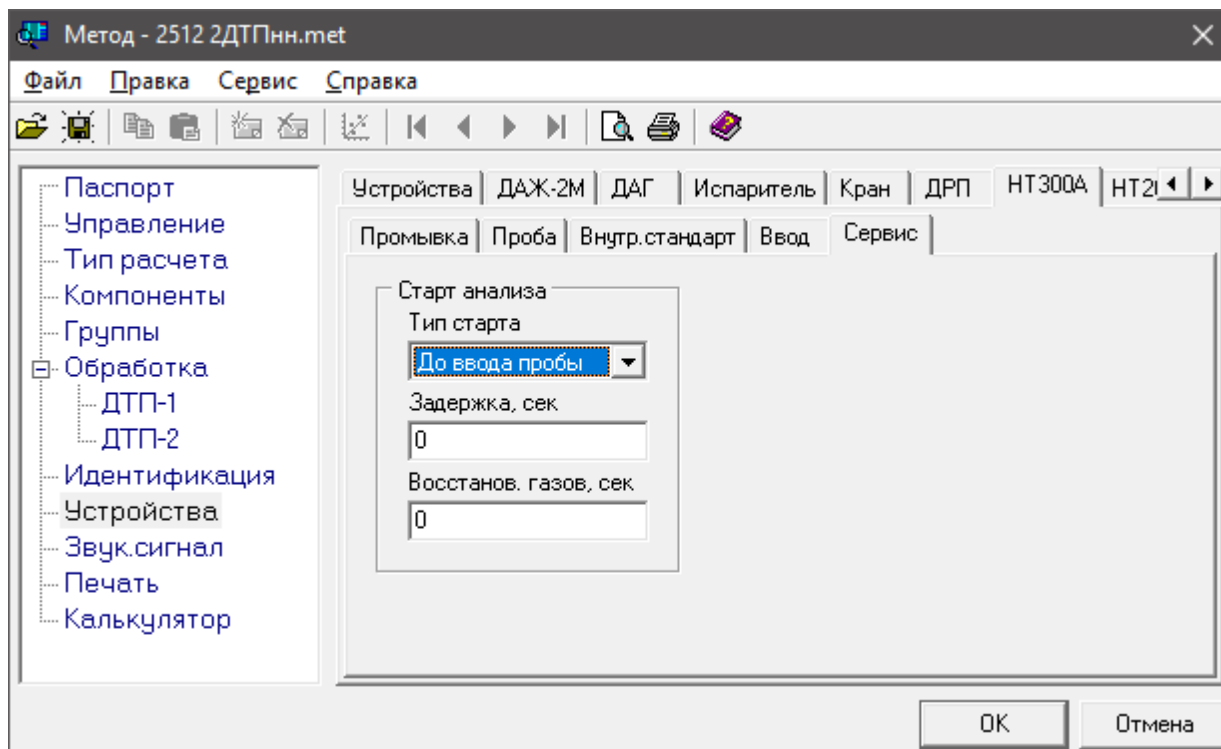 Метод - 2512 2ДТПнн.met
Файл Правка Сервис Справка
Паспорт
Управление
Тип расчета
Компоненты
Группы
Обработка
ДТП-1
ДТП-2
Идентификация
Устройства
Звук.сигнал
Печать
Калькулятор
Устройства ДАЖ-2М ДАГ Испаритель Кран ДРП НТ300А
Промывка Проба Внутр.стандарт Ввод Сервис
Старт анализа
Тип старта
До ввода пробы
Задержка, сек
0
Восстанов. газов, сек
0
OK Отмена